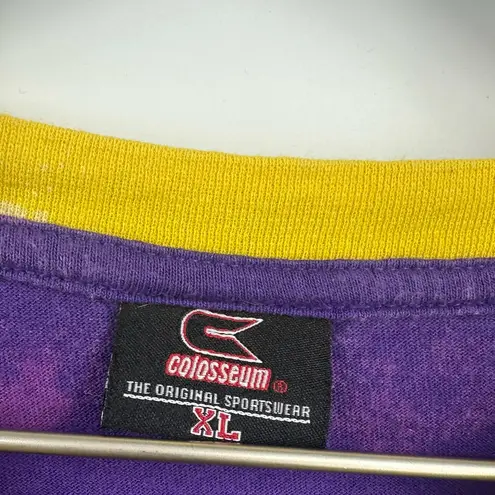 colosseum®
THE ORIGINAL SPORTSWEAR
XL